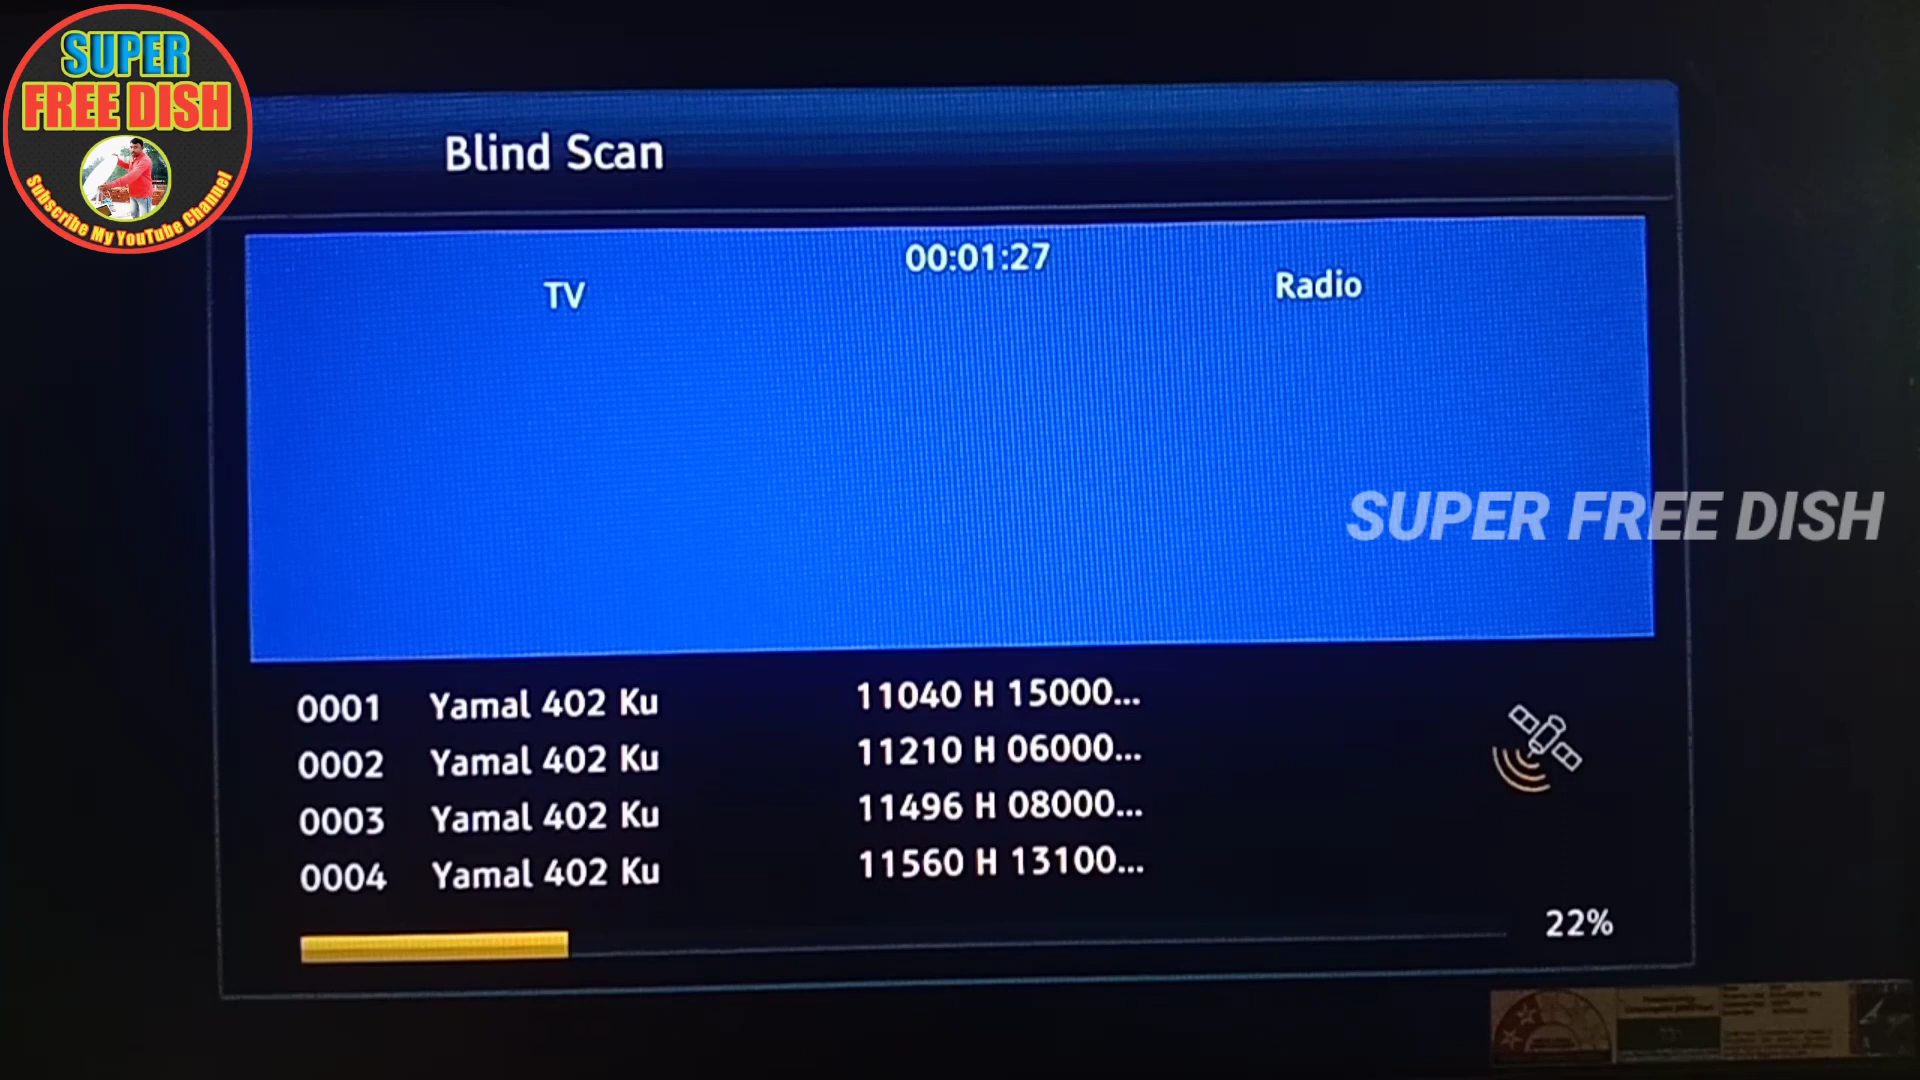 SUPER
FREE DISH
Subscribe My YouTube Channel
Blind Scan
00:01:27
TV
Radio
SUPER FREE DISH
0001 Yamal 402 Ku 11040 H 15000...
0002 Yamal 402 Ku 11210 H 06000...
0003 Yamal 402 Ku 11496 H 08000...
0004 Yamal 402 Ku 11560 H 13100...
22%